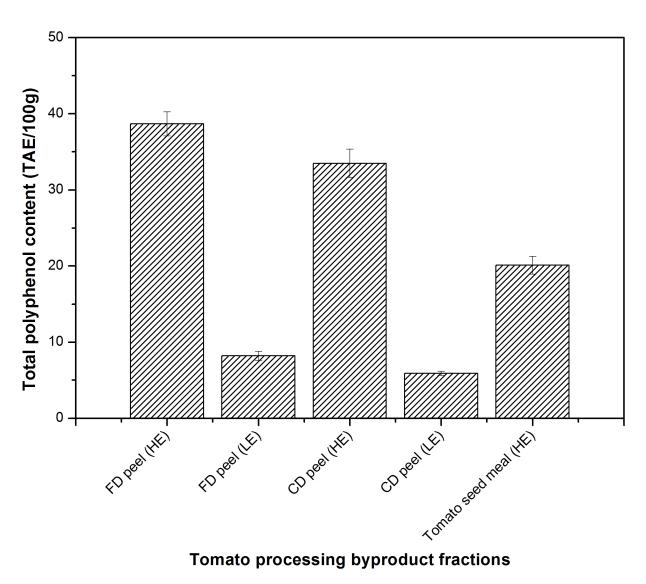 50
40
30
20
10
0
Total polyphenol content (TAE/100g)
FD peel (HE)
FD peel (LE)
CD peel (HE)
CD peel (LE)
Tomato seed meal (HE)
Tomato processing byproduct fractions